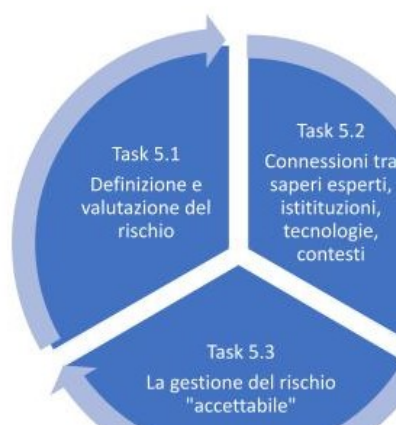 Task 5.1
Definizione e
valutazione del
rischio
Task 5.2
Connessioni tra
saperi esperti,
istitituzioni,
tecnologie,
contesti
Task 5.3
La gestione del rischio
"accettabile"